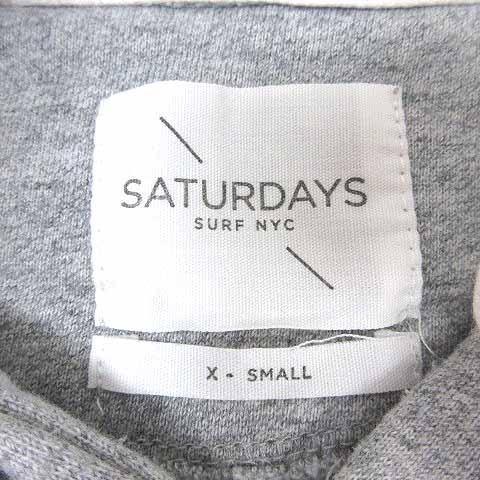 SATURDAYS
SURF NYC
X - SMALL